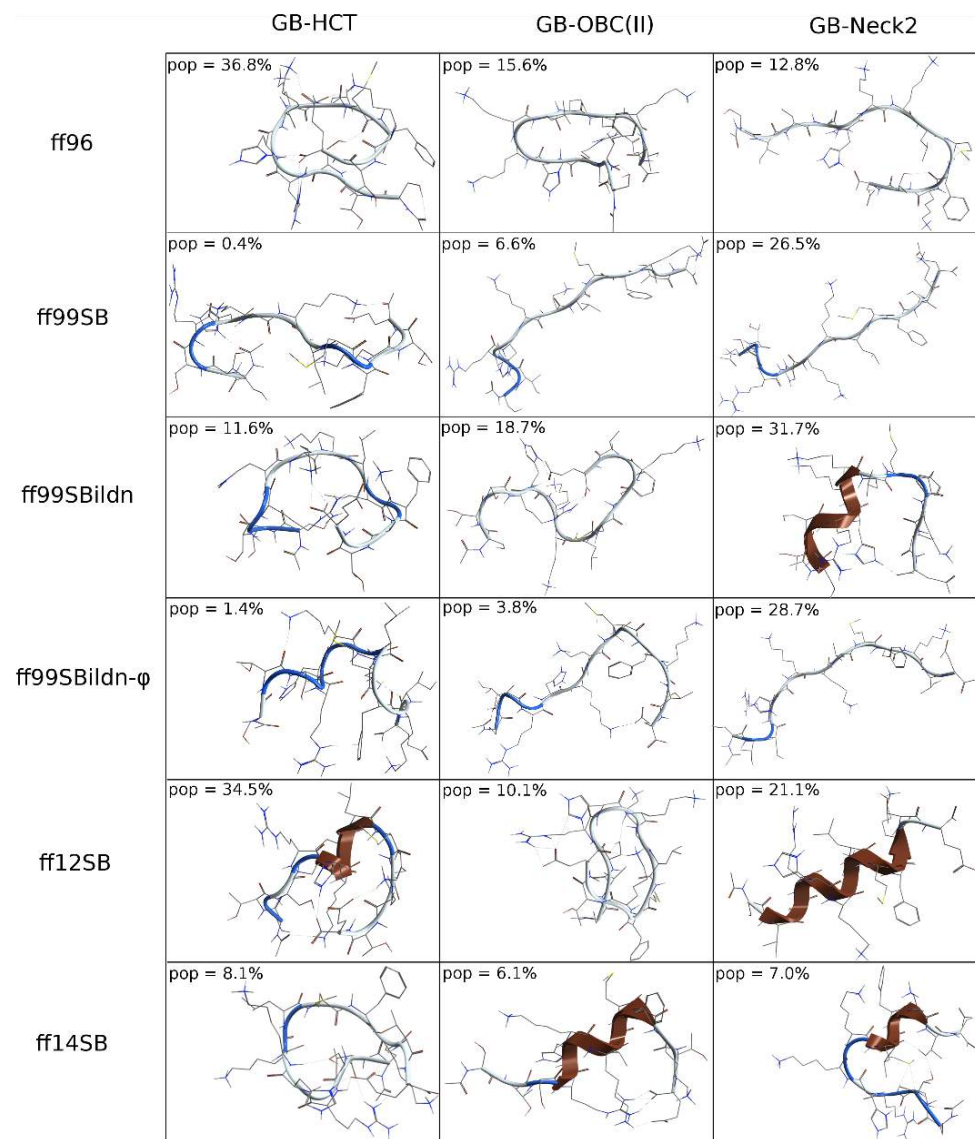 GB-HCT GB-OBC(II) GB-Neck2
ff96 pop = 36.8% pop = 15.6% pop = 12.8%
ff99SB pop = 0.4% pop = 6.6% pop = 26.5%
ff99SBildn pop = 11.6% pop = 18.7% pop = 31.7%
ff99SBildn-φ pop = 1.4% pop = 3.8% pop = 28.7%
ff12SB pop = 34.5% pop = 10.1% pop = 21.1%
ff14SB pop = 8.1% pop = 6.1% pop = 7.0%